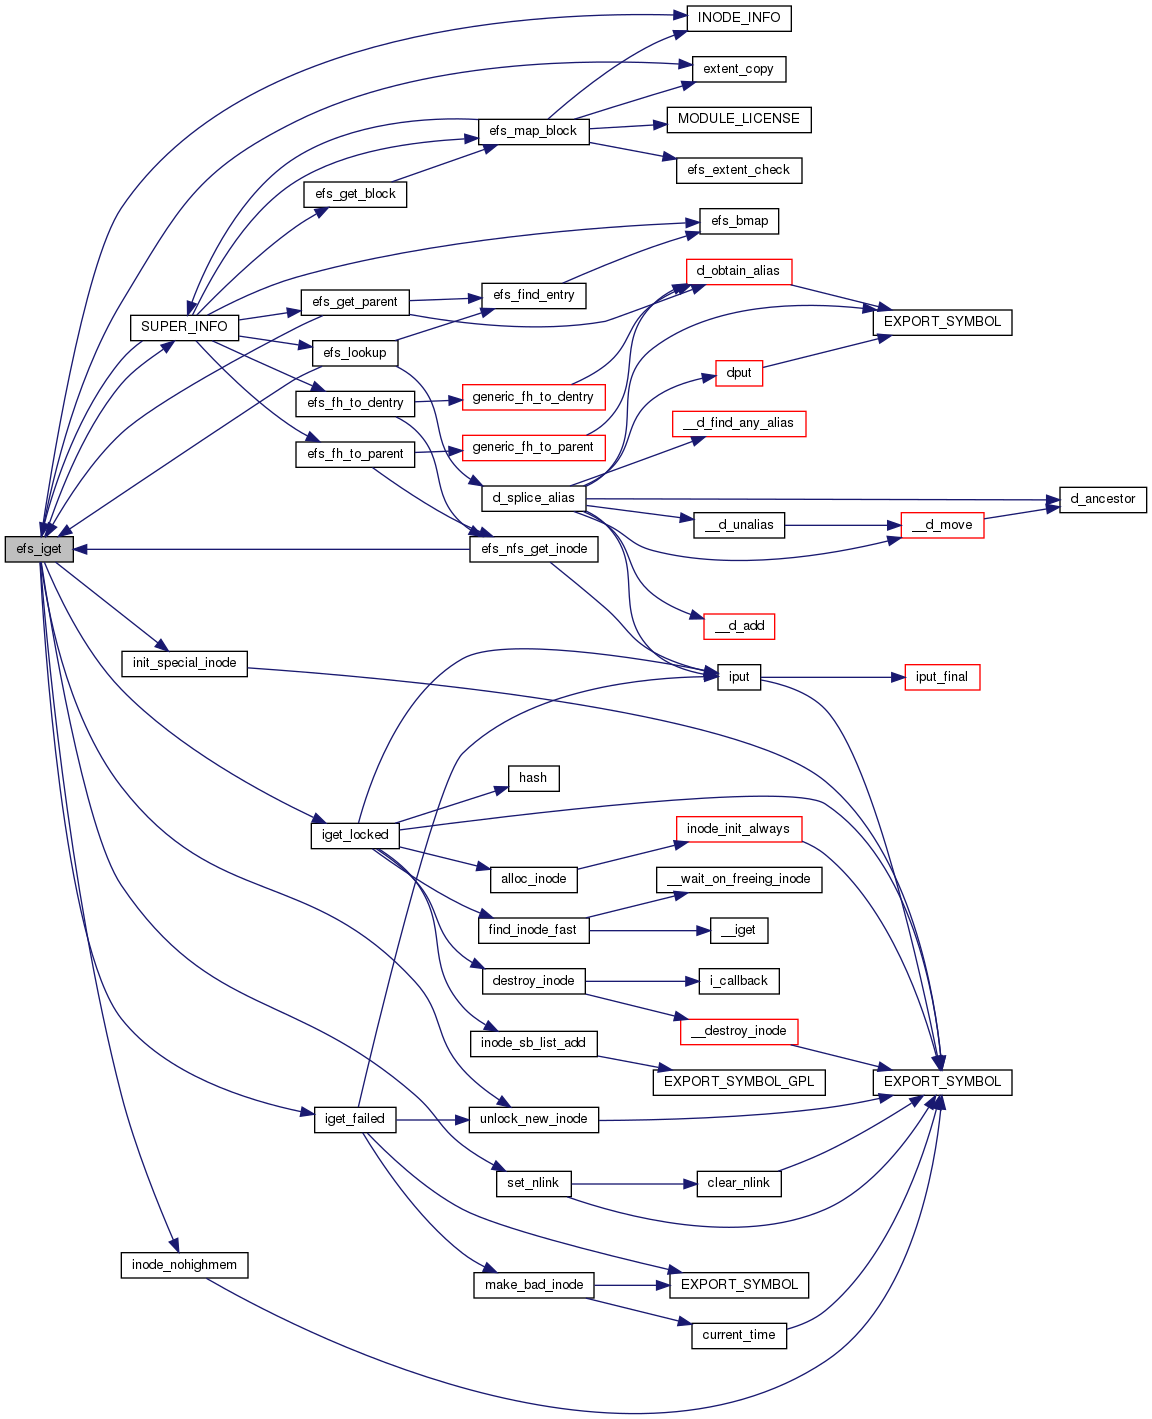 INODE_INFO
extent_copy
MODULE_LICENSE
efs_map_block
efs_extent_check
efs_get_block
efs_bmap
d_obtain_alias
efs_find_entry
efs_get_parent
EXPORT_SYMBOL
SUPER_INFO
efs_lookup
dput
generic_fh_to_dentry
efs_fh_to_dentry
__d_find_any_alias
generic_fh_to_parent
efs_fh_to_parent
d_splice_alias
d_ancestor
__d_unalias
__d_move
efs_iget
efs_nfs_get_inode
__d_add
init_special_inode
iput
iput_final
hash
iget_locked
inode_init_always
alloc_inode
__wait_on_freeing_inode
find_inode_fast
__iget
destroy_inode
i_callback
__destroy_inode
inode_sb_list_add
EXPORT_SYMBOL_GPL
EXPORT_SYMBOL
iget_failed
unlock_new_inode
set_nlink
clear_nlink
inode_nohighmem
make_bad_inode
EXPORT_SYMBOL
current_time